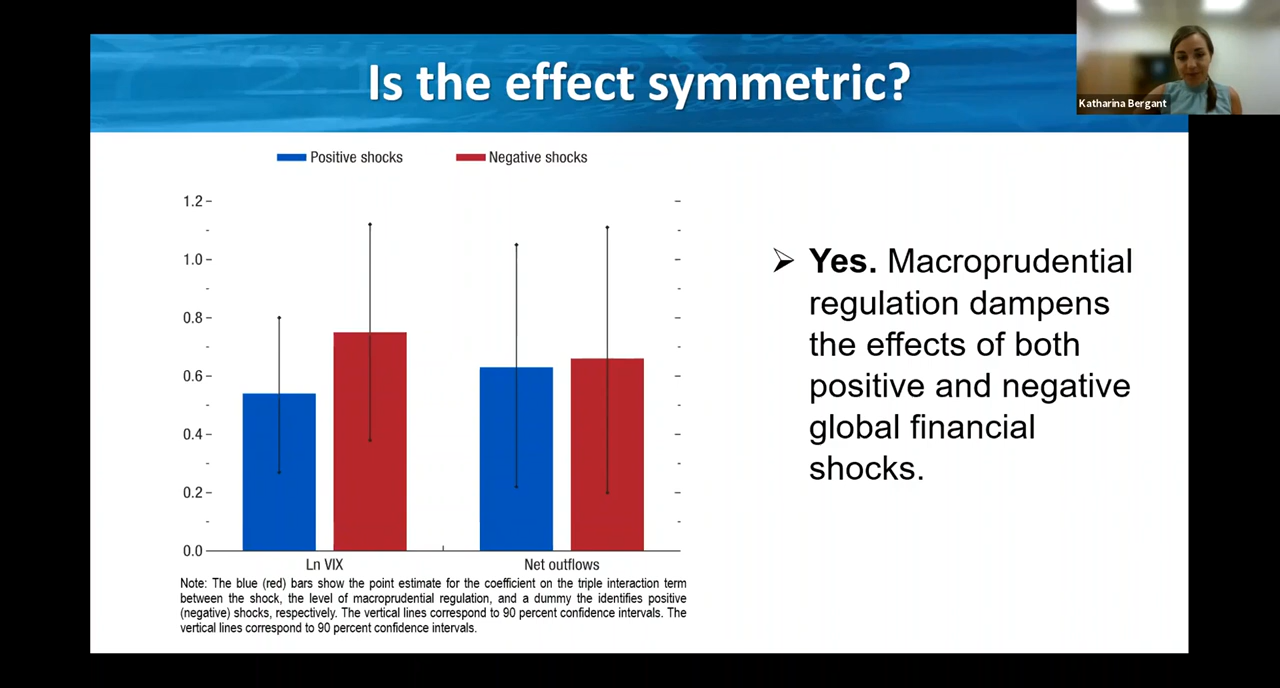 Is the effect symmetric?
Katharina Bergant
Positive shocks
Negative shocks
1.2
1.0
0.8
0.6
0.4
0.2
0.0
Ln VIX
Net outflows
Note: The blue (red) bars show the point estimate for the coefficient on the triple interaction term
between the shock, the level of macroprudential regulation, and a dummy the identifies positive
(negative) shocks, respectively. The vertical lines correspond to 90 percent confidence intervals. The
vertical lines correspond to 90 percent confidence intervals.
Yes. Macroprudential
regulation dampens
the effects of both
positive and negative
global financial
shocks.